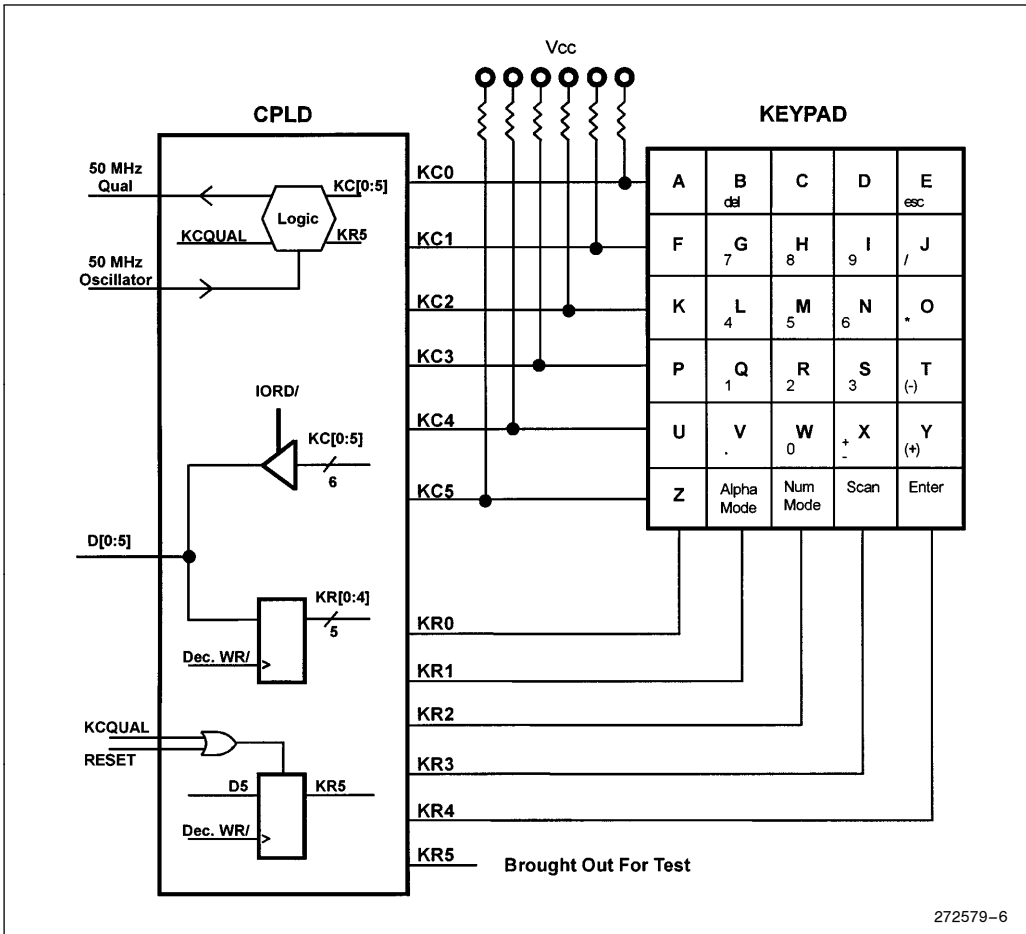 Vcc
CPLD
KEYPAD
50 MHz
Qual
KC[0:5]
Logic
KCQUAL
KR5
50 MHz
Oscillator
IORD/
KC[0:5]
6
D[0:5]
KR[0:4]
5
Dec. WR/
KCQUAL
RESET
D5
KR5
Dec. WR/
KC0
KC1
KC2
KC3
KC4
KC5
KR0
KR1
KR2
KR3
KR4
KR5
Brought Out For Test
A
B
del
C
D
E
esc
F
G
7
H
8
I
9
J
/
K
L
4
M
5
N
6
O
*
P
Q
1
R
2
S
3
T
(-)
U
V
.
W
0
X
+
-
Y
(+)
Z
Alpha
Mode
Num
Mode
Scan
Enter
272579–6